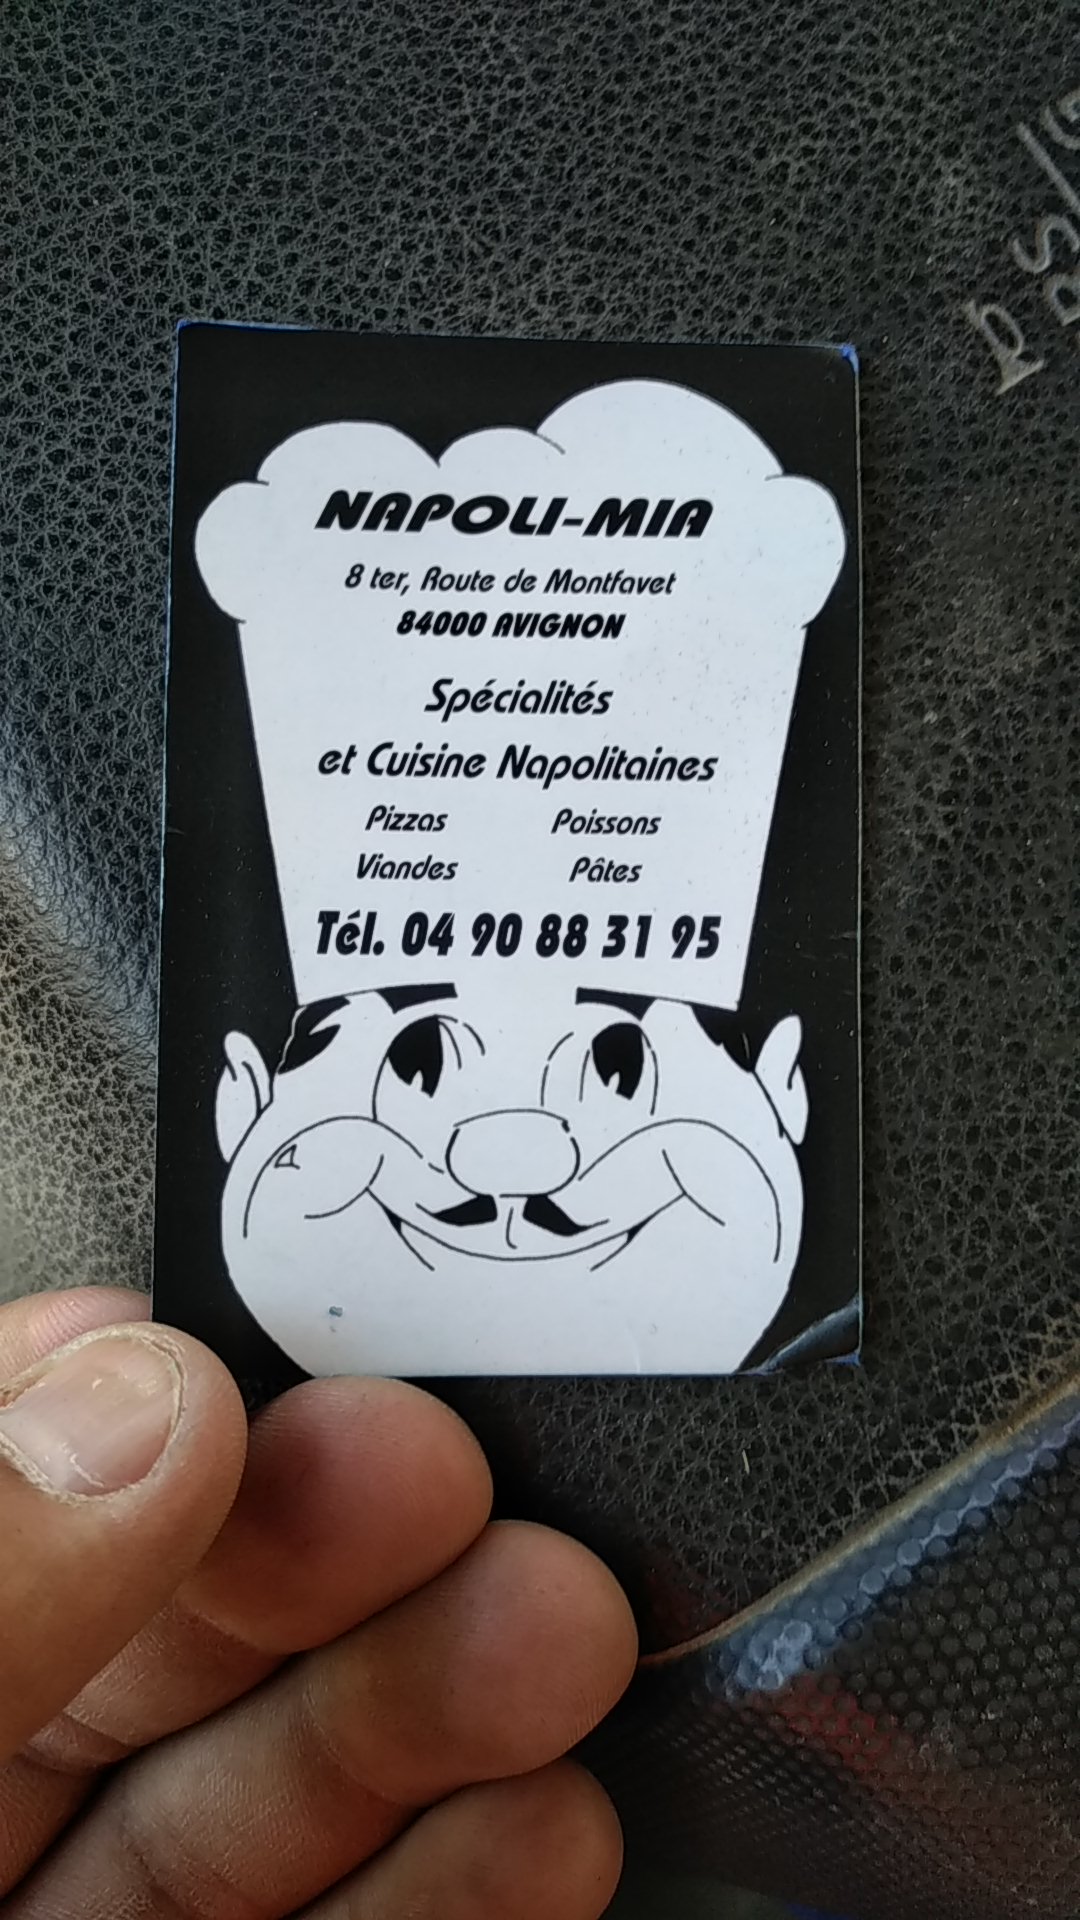 NAPOLI-MIA
8 ter, Route de Montfavet
84000 AVIGNON
Spécialités
et Cuisine Napolitaines
Pizzas Poissons
Viandes Pâtes
Tél. 04 90 88 31 95